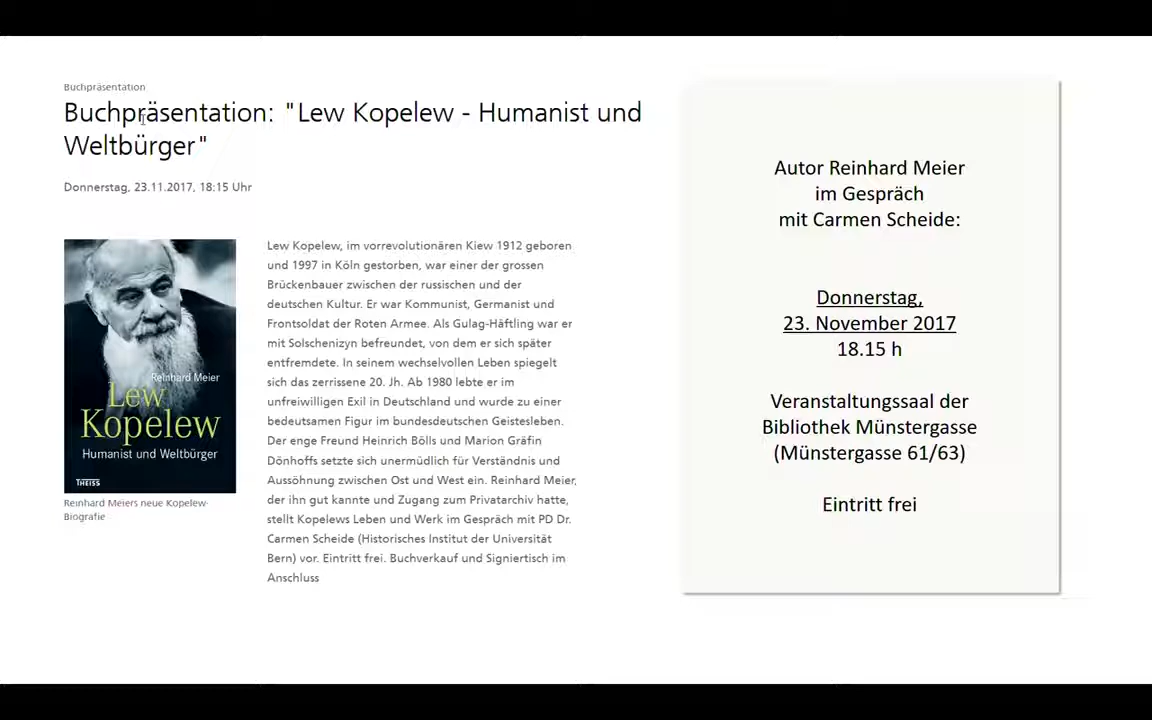 Buchpräsentation
Buchpräsentation: "Lew Kopelew - Humanist und
Weltbürger"
Donnerstag, 23.11.2017, 18:15 Uhr
Reinhard Meier
Lew
Kopelew
Humanist und Weltbürger
THEISS
Reinhard Meiers neue Kopelew-
Biografie
Lew Kopelew, im vorrevolutionären Kiew 1912 geboren
und 1997 in Köln gestorben, war einer der grossen
Brückenbauer zwischen der russischen und der
deutschen Kultur. Er war Kommunist, Germanist und
Frontsoldat der Roten Armee. Als Gulag-Häftling war er
mit Solschenizyn befreundet, von dem er sich später
entfremdete. In seinem wechselvollen Leben spiegelt
sich das zerrissene 20. Jh. Ab 1980 lebte er im
unfreiwilligen Exil in Deutschland und wurde zu einer
bedeutsamen Figur im bundesdeutschen Geistesleben.
Der enge Freund Heinrich Bölls und Marion Gräfin
Dönhoffs setzte sich unermüdlich für Verständnis und
Aussöhnung zwischen Ost und West ein. Reinhard Meier,
der ihn gut kannte und Zugang zum Privatarchiv hatte,
stellt Kopelews Leben und Werk im Gespräch mit PD Dr.
Carmen Scheide (Historisches Institut der Universität
Bern) vor. Eintritt frei. Buchverkauf und Signiertisch im
Anschluss
Autor Reinhard Meier
im Gespräch
mit Carmen Scheide:
Donnerstag,
23. November 2017
18.15 h
Veranstaltungssaal der
Bibliothek Münstergasse
(Münstergasse 61/63)
Eintritt frei